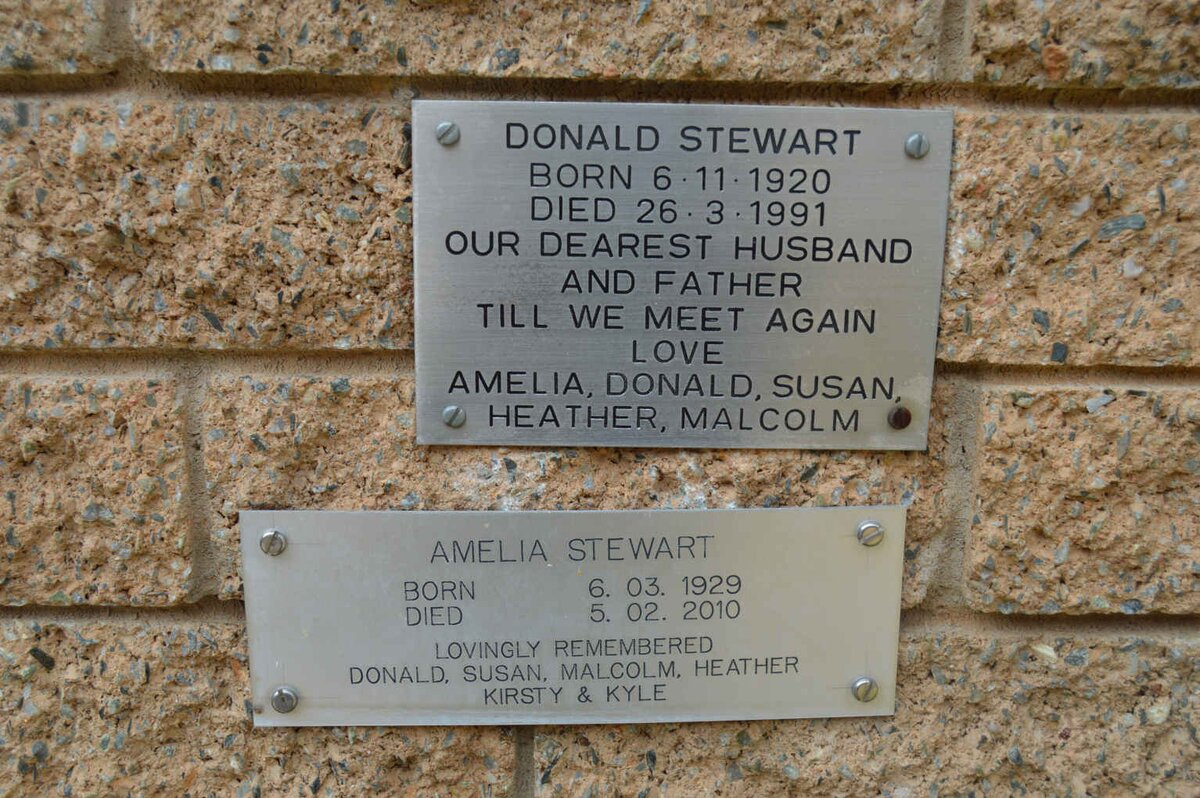 DONALD STEWART
BORN 6·11·1920
DIED 26·3·1991
OUR DEAREST HUSBAND
AND FATHER
TILL WE MEET AGAIN
LOVE
AMELIA, DONALD, SUSAN,
HEATHER, MALCOLM
AMELIA STEWART
BORN 6. 03. 1929
DIED 5. 02. 2010
LOVINGLY REMEMBERED
DONALD, SUSAN, MALCOLM, HEATHER
KIRSTY & KYLE